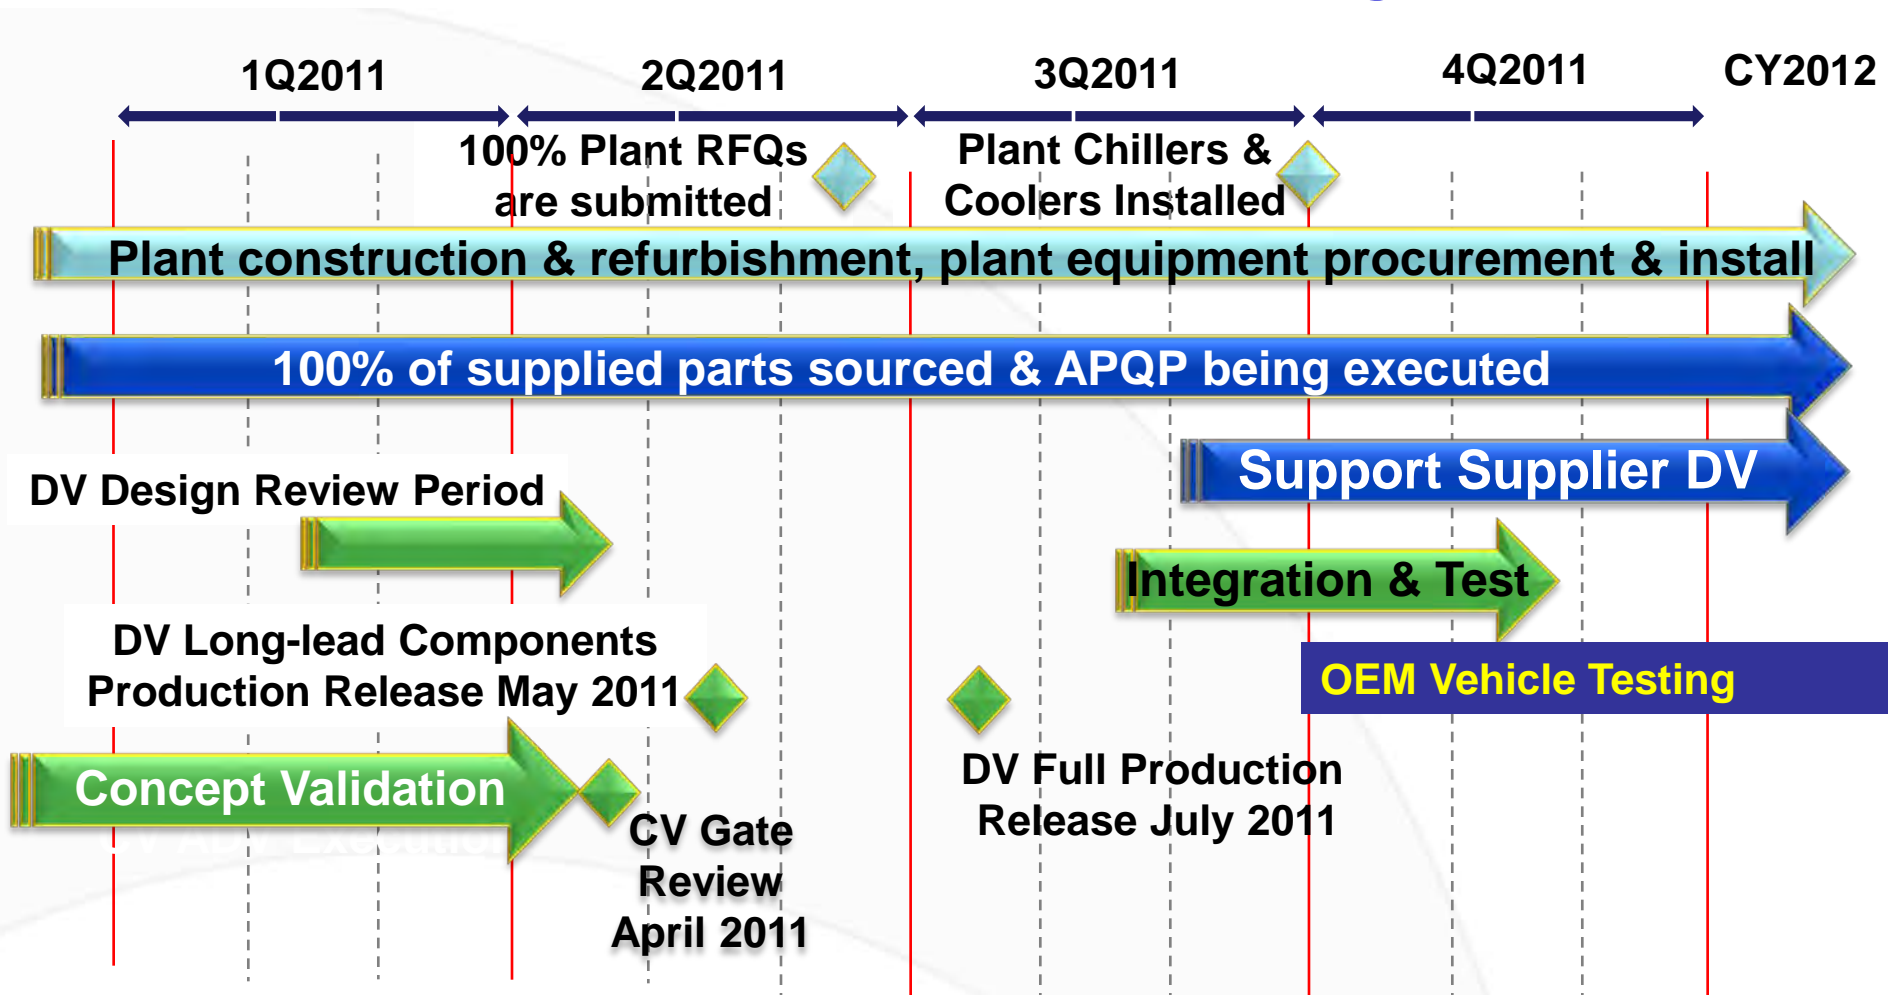 1Q2011
2Q2011
3Q2011
4Q2011
CY2012
100% Plant RFQs
are submitted
Plant Chillers &
Coolers Installed
Plant construction & refurbishment, plant equipment procurement & install
100% of supplied parts sourced & APQP being executed
Support Supplier DV
DV Design Review Period
Integration & Test
DV Long-lead Components
Production Release May 2011
OEM Vehicle Testing
Concept Validation
CV ADV Execution
DV Full Production
Release July 2011
CV Gate
Review
April 2011